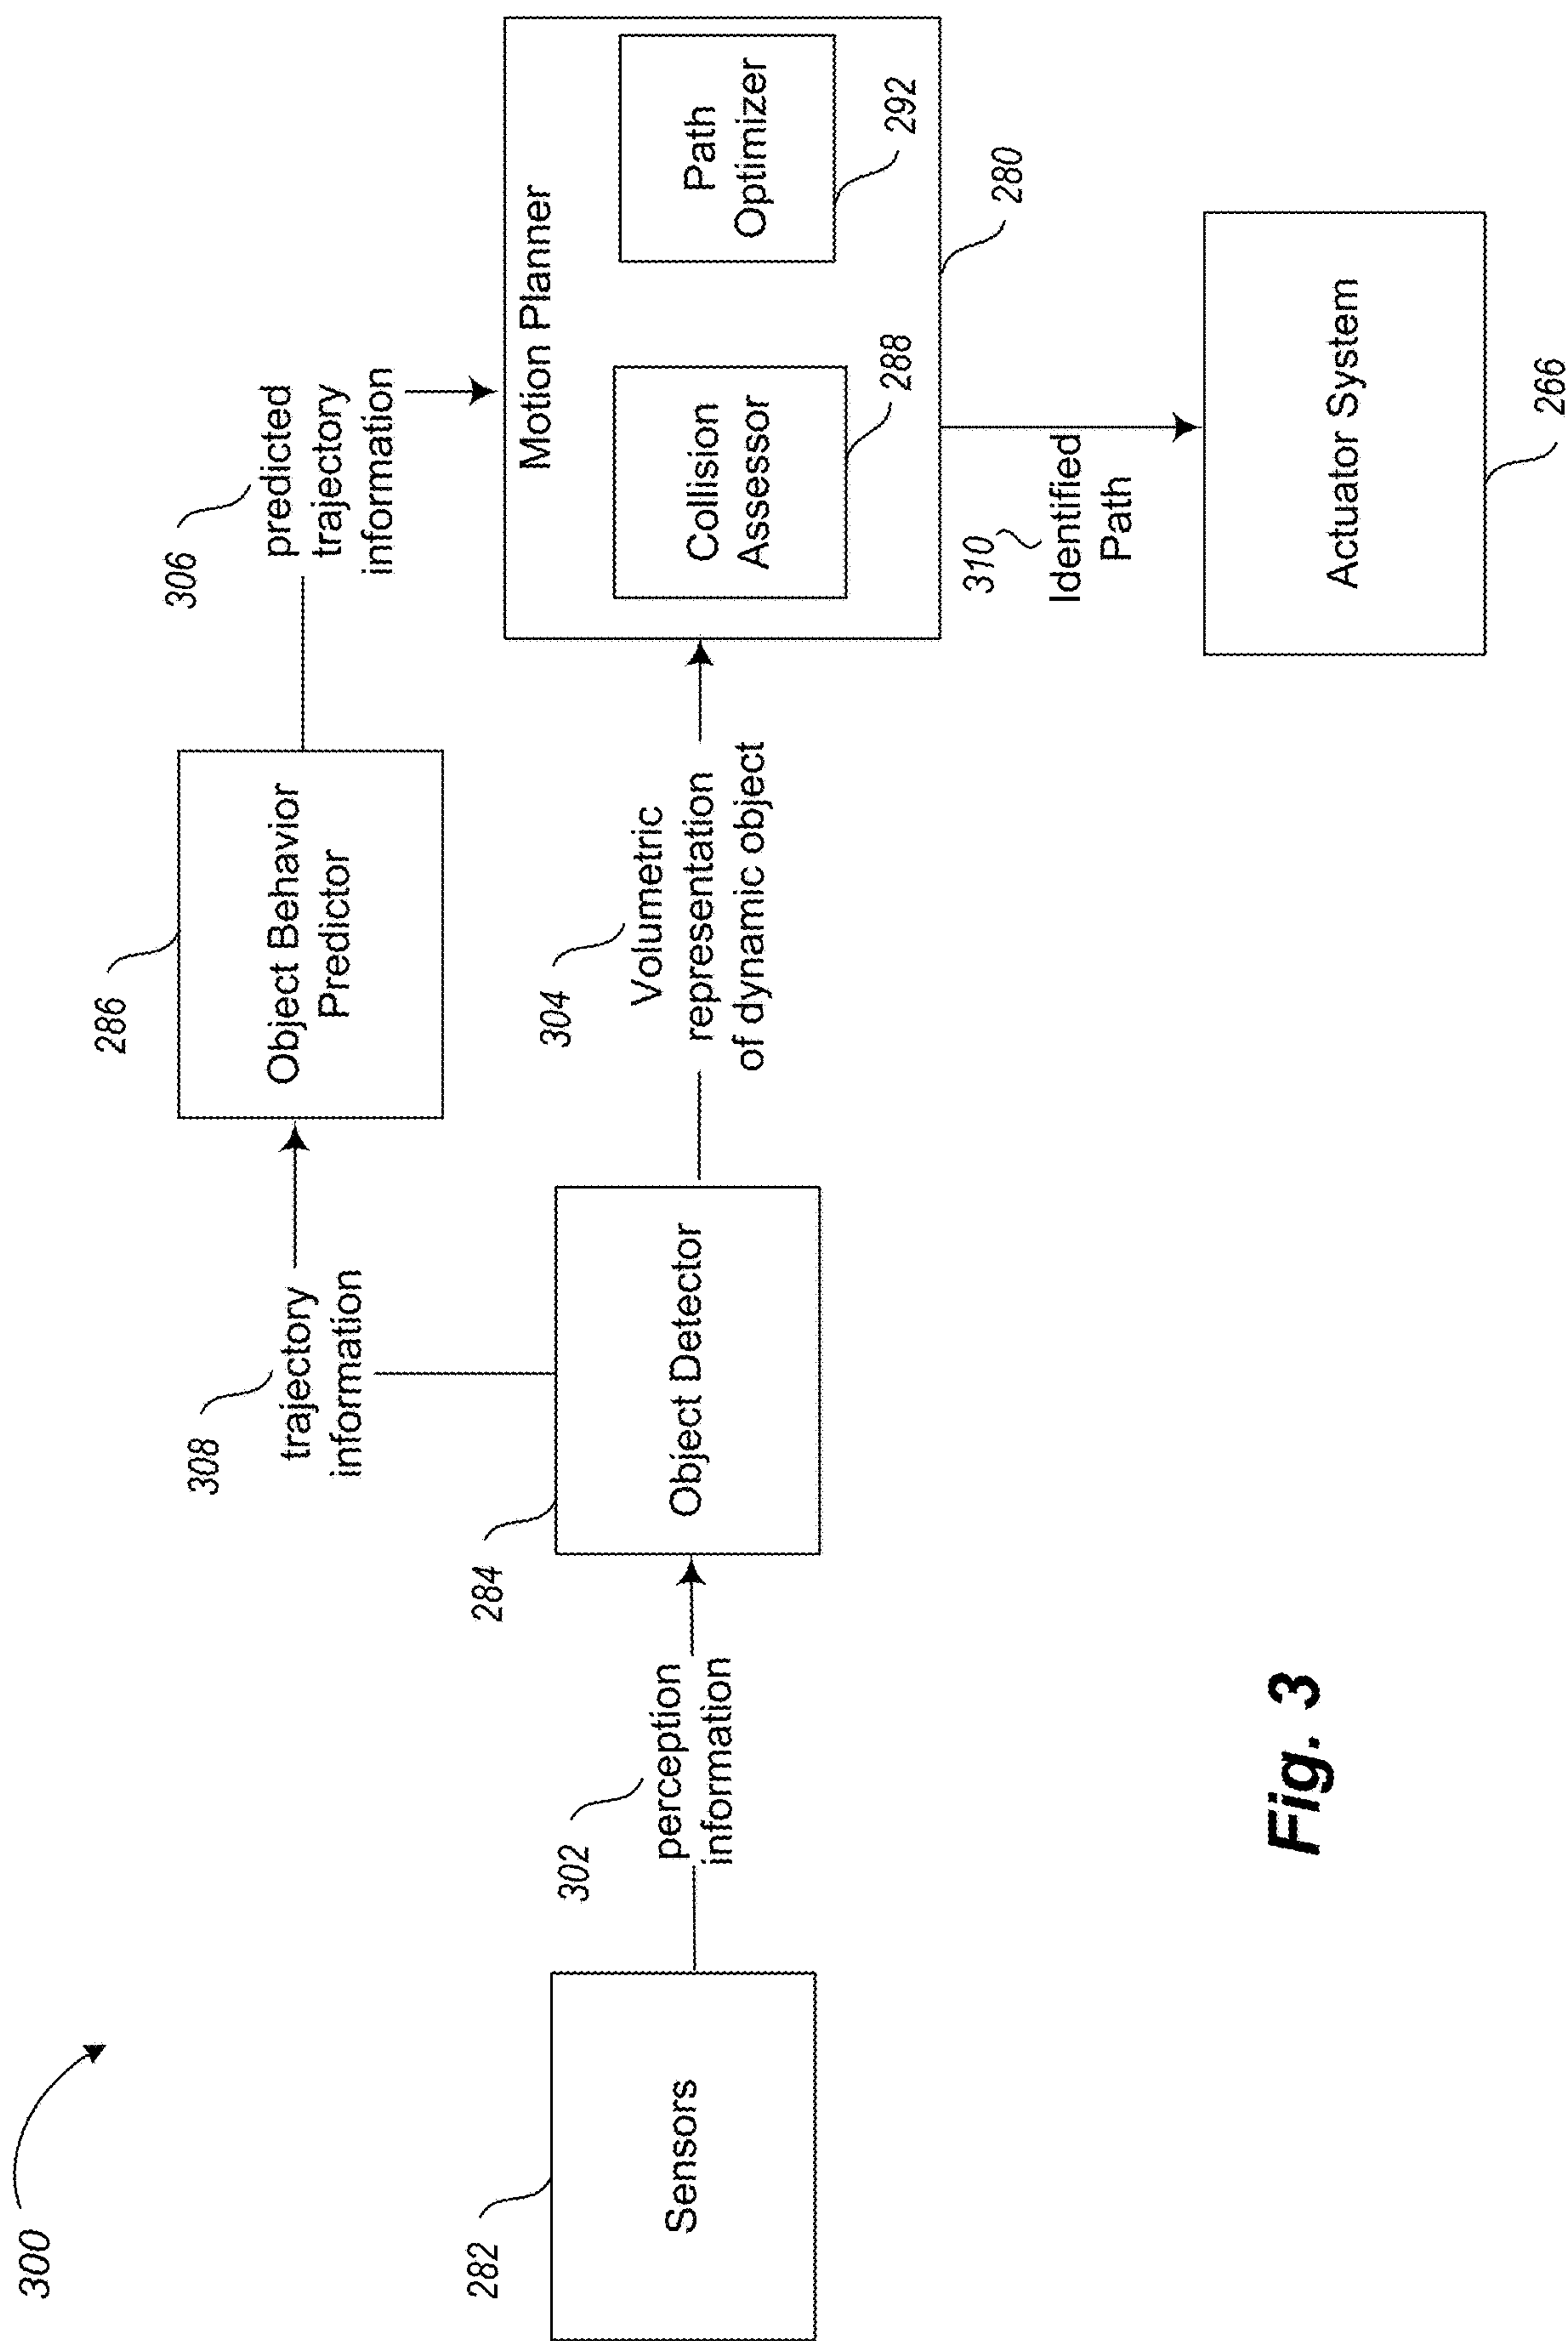 300
282
Sensors
302
perception
information
284
Object Detector
308
trajectory
information
286
Object Behavior
Predictor
304
Volumetric
representation
of dynamic object
306
predicted
trajectory
information
Motion Planner
Collision
Assessor
288
Path
Optimizer
292
280
310
Identified
Path
Actuator System
266
Fig. 3